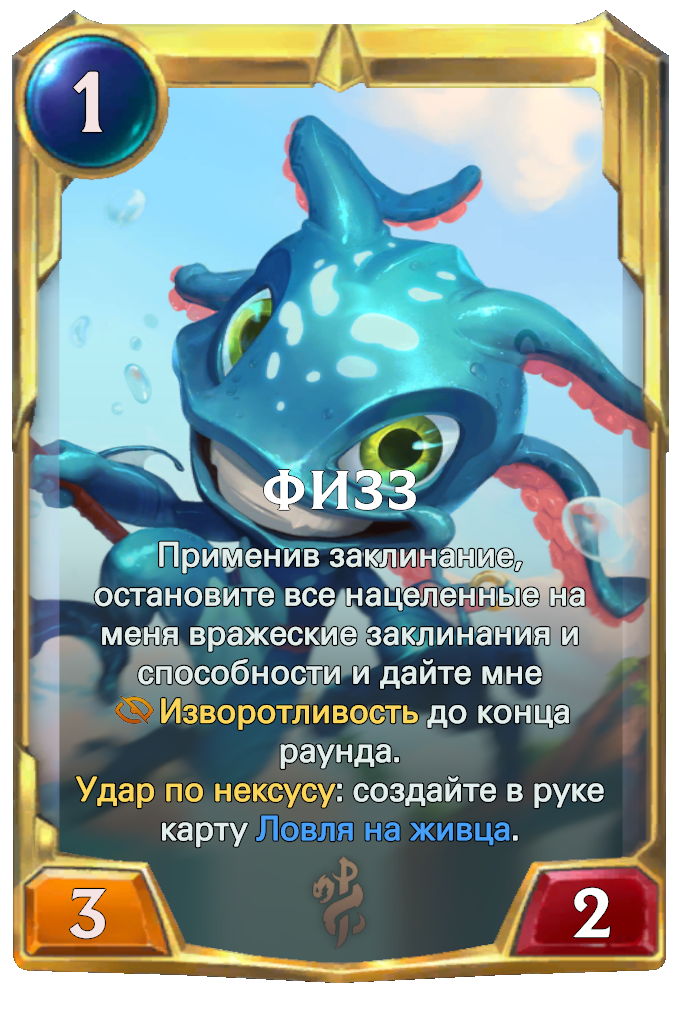 1
ФИЗЗ
Применив заклинание,
остановите все нацеленные на
меня вражеские заклинания и
способности и дайте мне
Изворотливость до конца
раунда.
Удар по нексусу: создайте в руке
карту Ловля на живца.
3
2